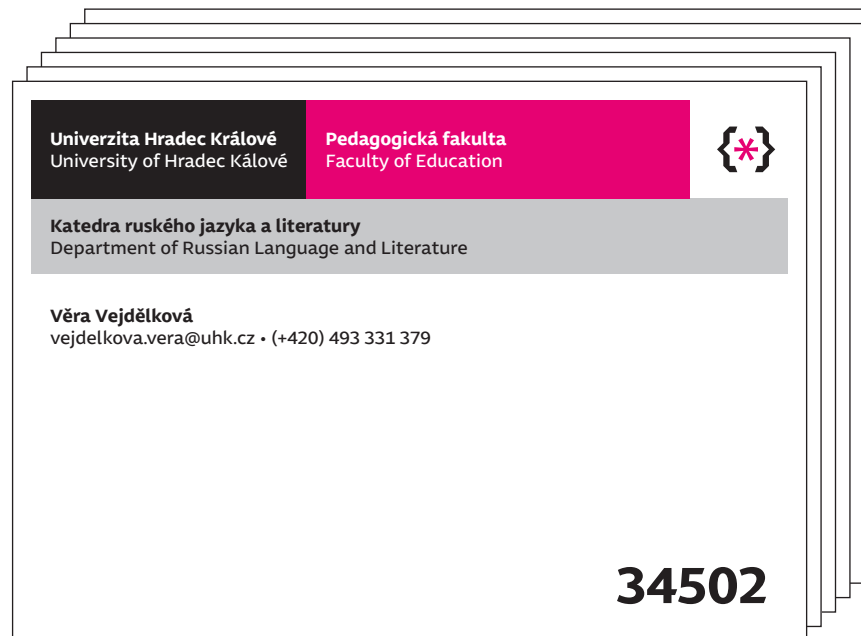 Univerzita Hradec Králové
University of Hradec Kálové
Pedagogická fakulta
Faculty of Education
{*}
Katedra ruského jazyka a literatury
Department of Russian Language and Literature
Věra Vejdělková
vejdelkova.vera@uhk.cz • (+420) 493 331 379
34502